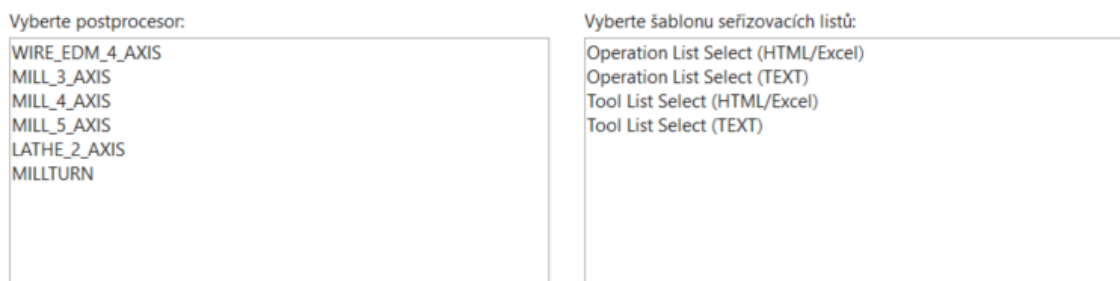 Vyberte postprocesor:
WIRE_EDM_4_AXIS
MILL_3_AXIS
MILL_4_AXIS
MILL_5_AXIS
LATHE_2_AXIS
MILLTURN
Vyberte šablonu seřizovacích listů:
Operation List Select (HTML/Excel)
Operation List Select (TEXT)
Tool List Select (HTML/Excel)
Tool List Select (TEXT)